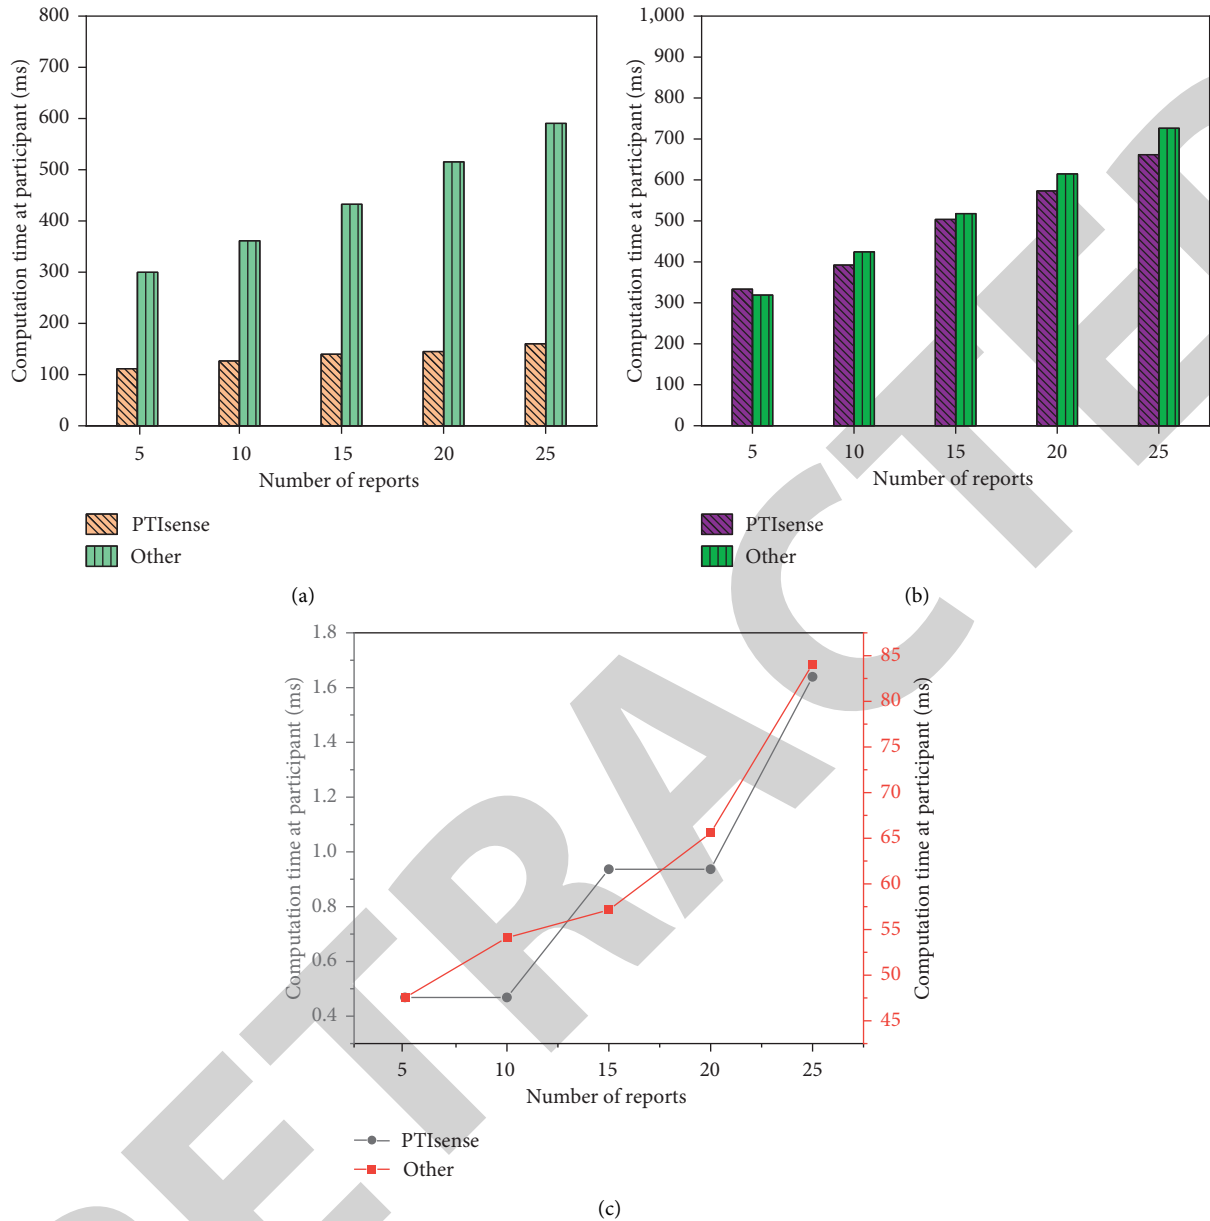 800
700
600
500
400
300
200
100
0
Computation time at participant (ms)
5 10 15 20 25
Number of reports
PTIsense
Other
(a)
1,000
900
800
700
600
500
400
300
200
100
0
Computation time at participant (ms)
5 10 15 20 25
Number of reports
PTIsense
Other
(b)
1.8
1.6
1.4
1.2
1.0
0.8
0.6
0.4
Computation time at participant (ms)
85
80
75
70
65
60
55
50
45
Computation time at participant (ms)
5 10 15 20 25
Number of reports
PTIsense
Other
(c)
RETRACTED